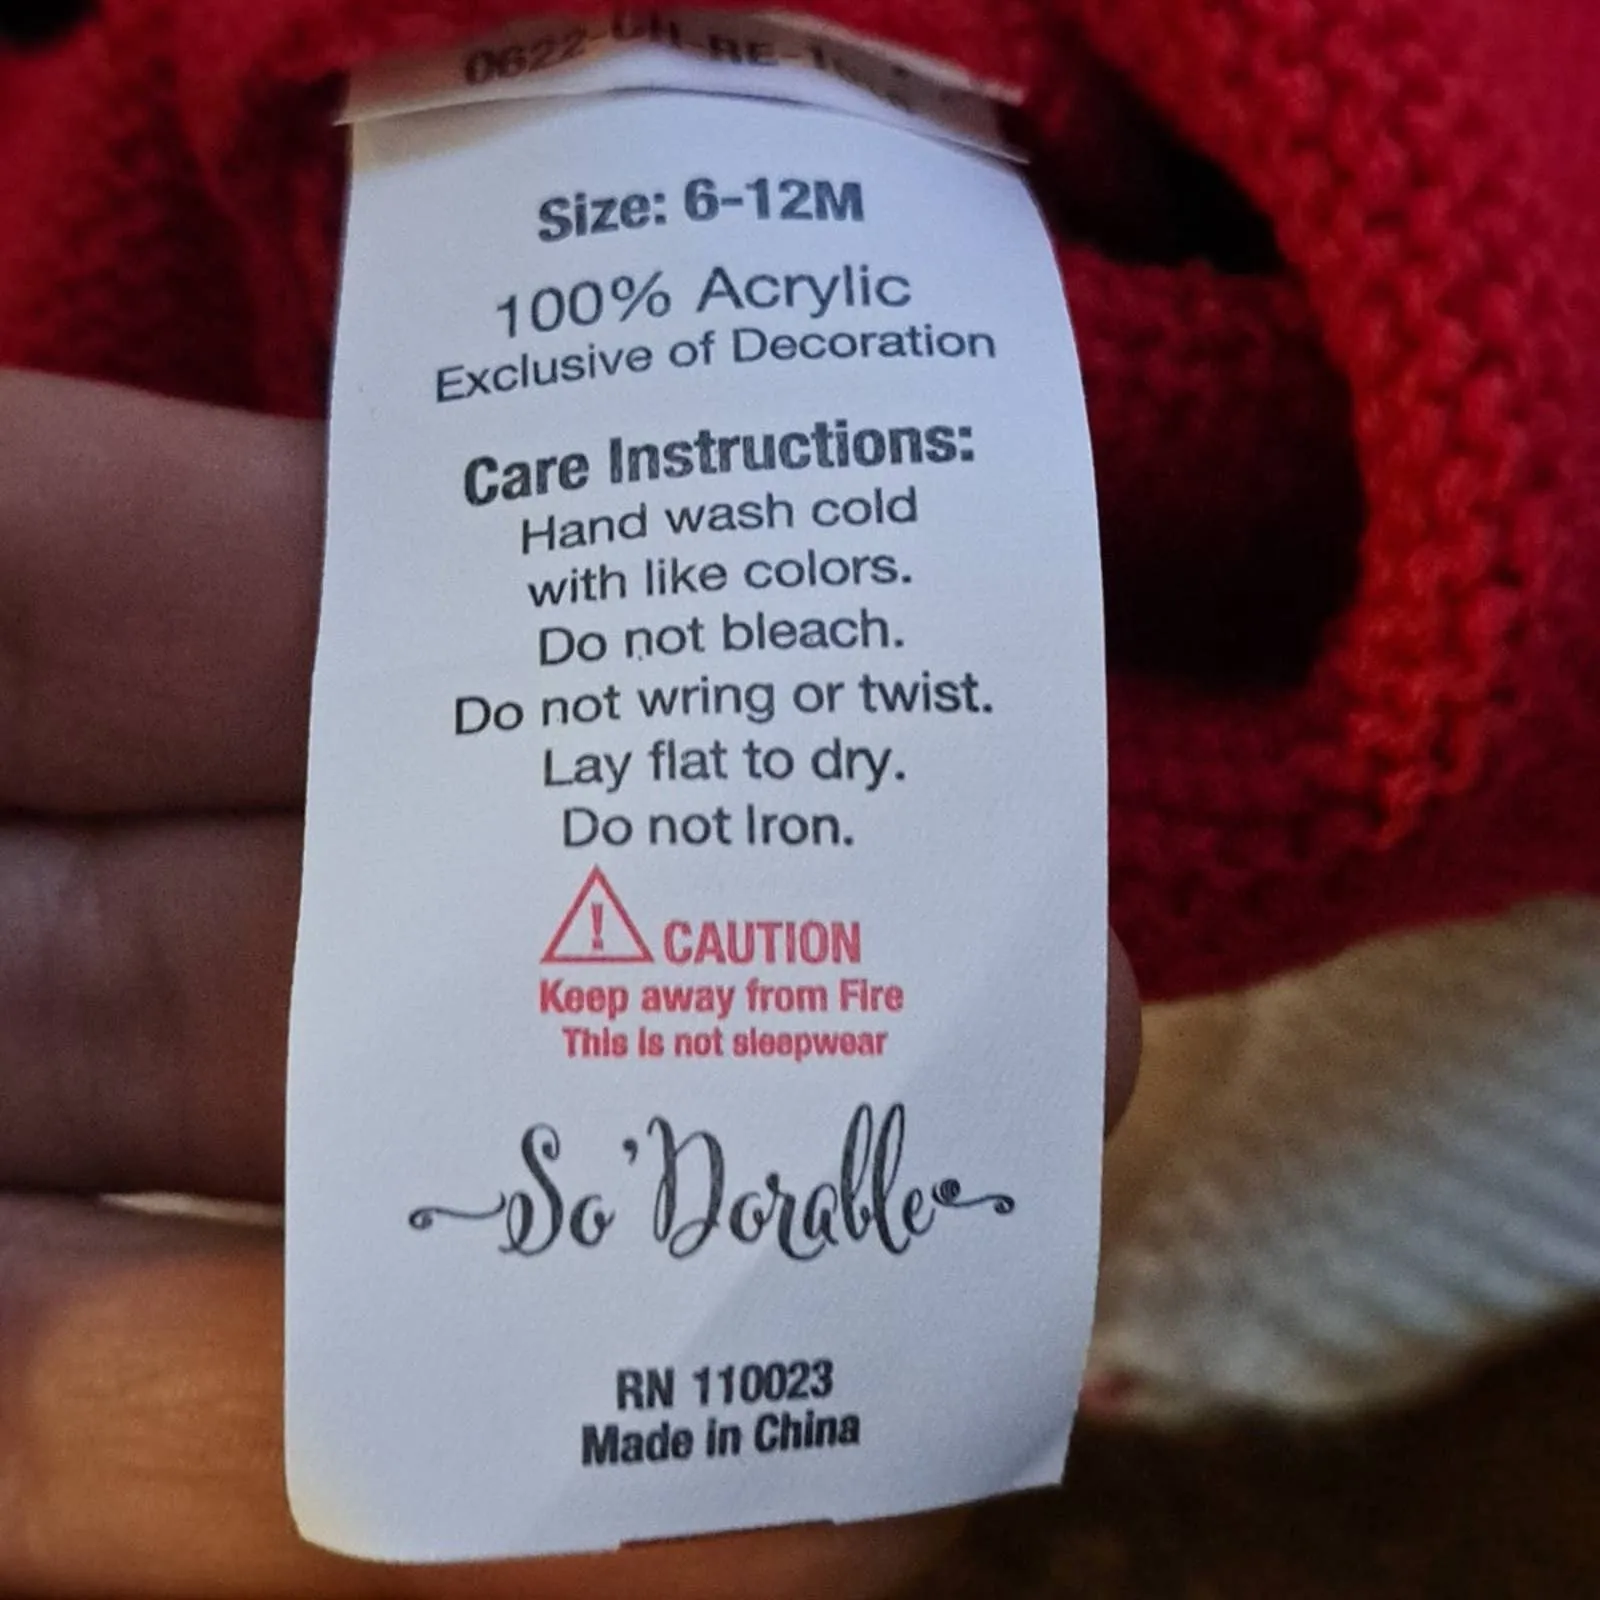 Size: 6-12M
100% Acrylic
Exclusive of Decoration
Care Instructions:
Hand wash cold
with like colors.
Do not bleach.
Do not wring or twist.
Lay flat to dry.
Do not Iron.
! CAUTION
Keep away from Fire
This is not sleepwear
So 'Dorable
RN 110023
Made in China